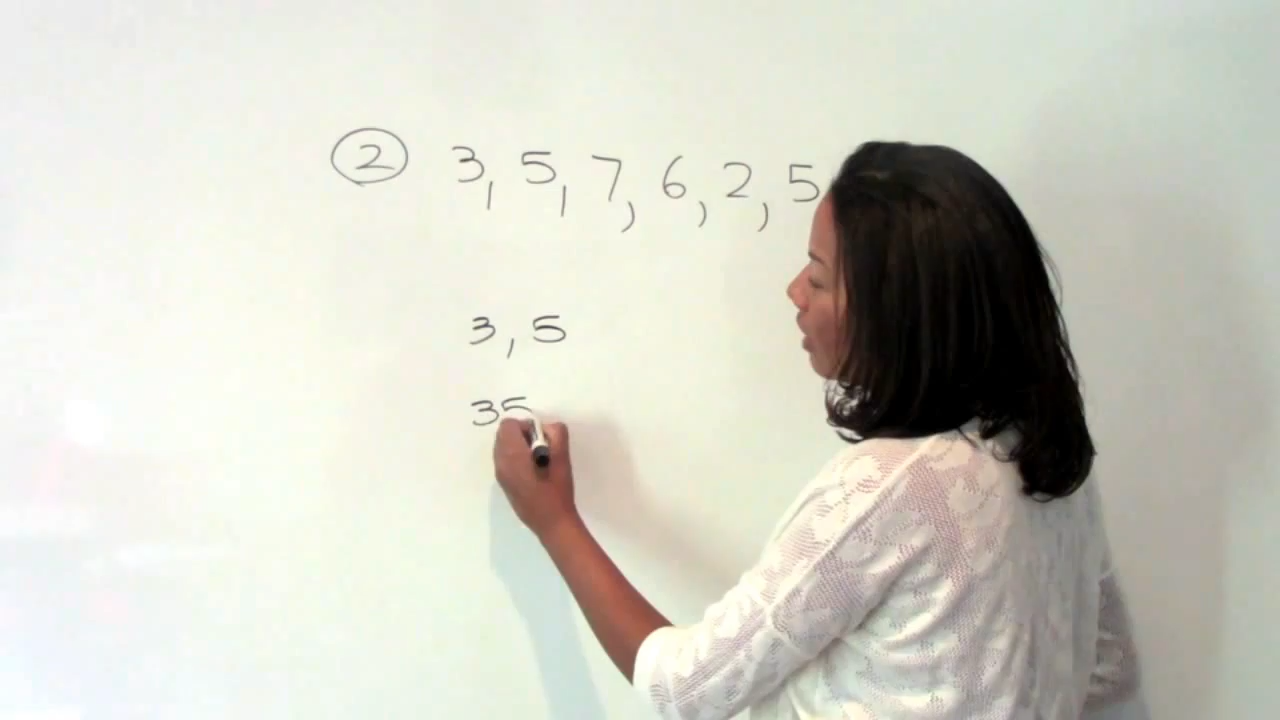 ② 3, 5, 7, 6, 2, 5
3, 5
35